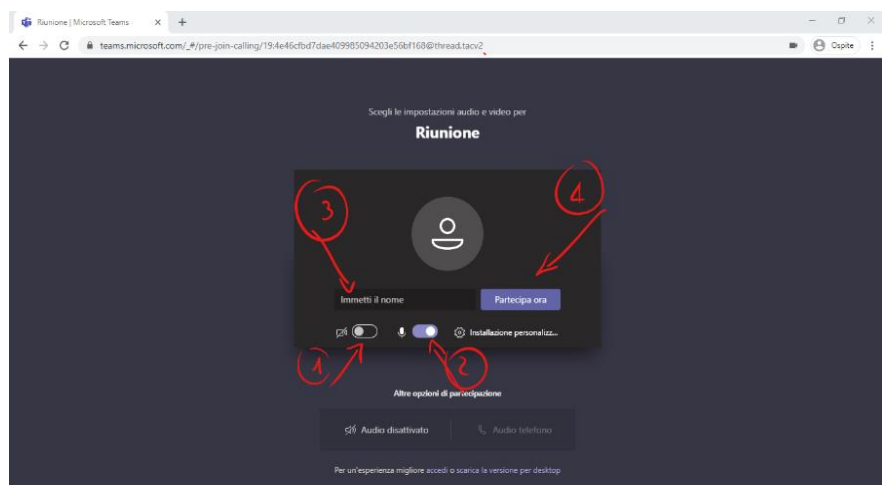 Riunione | Microsoft Teams
teams.microsoft.com/_#/pre-join-calling/19:4e46cfbd7dae409985094203e56bf168@thread.tacv2
Ospite
Scegli le impostazioni audio e video per
Riunione
3
4
Immetti il nome
Partecipa ora
Installazione personalizz...
1
2
Altre opzioni di partecipazione
Audio disattivato
Audio telefono
Per un'esperienza migliore accedi o scarica la versione per desktop